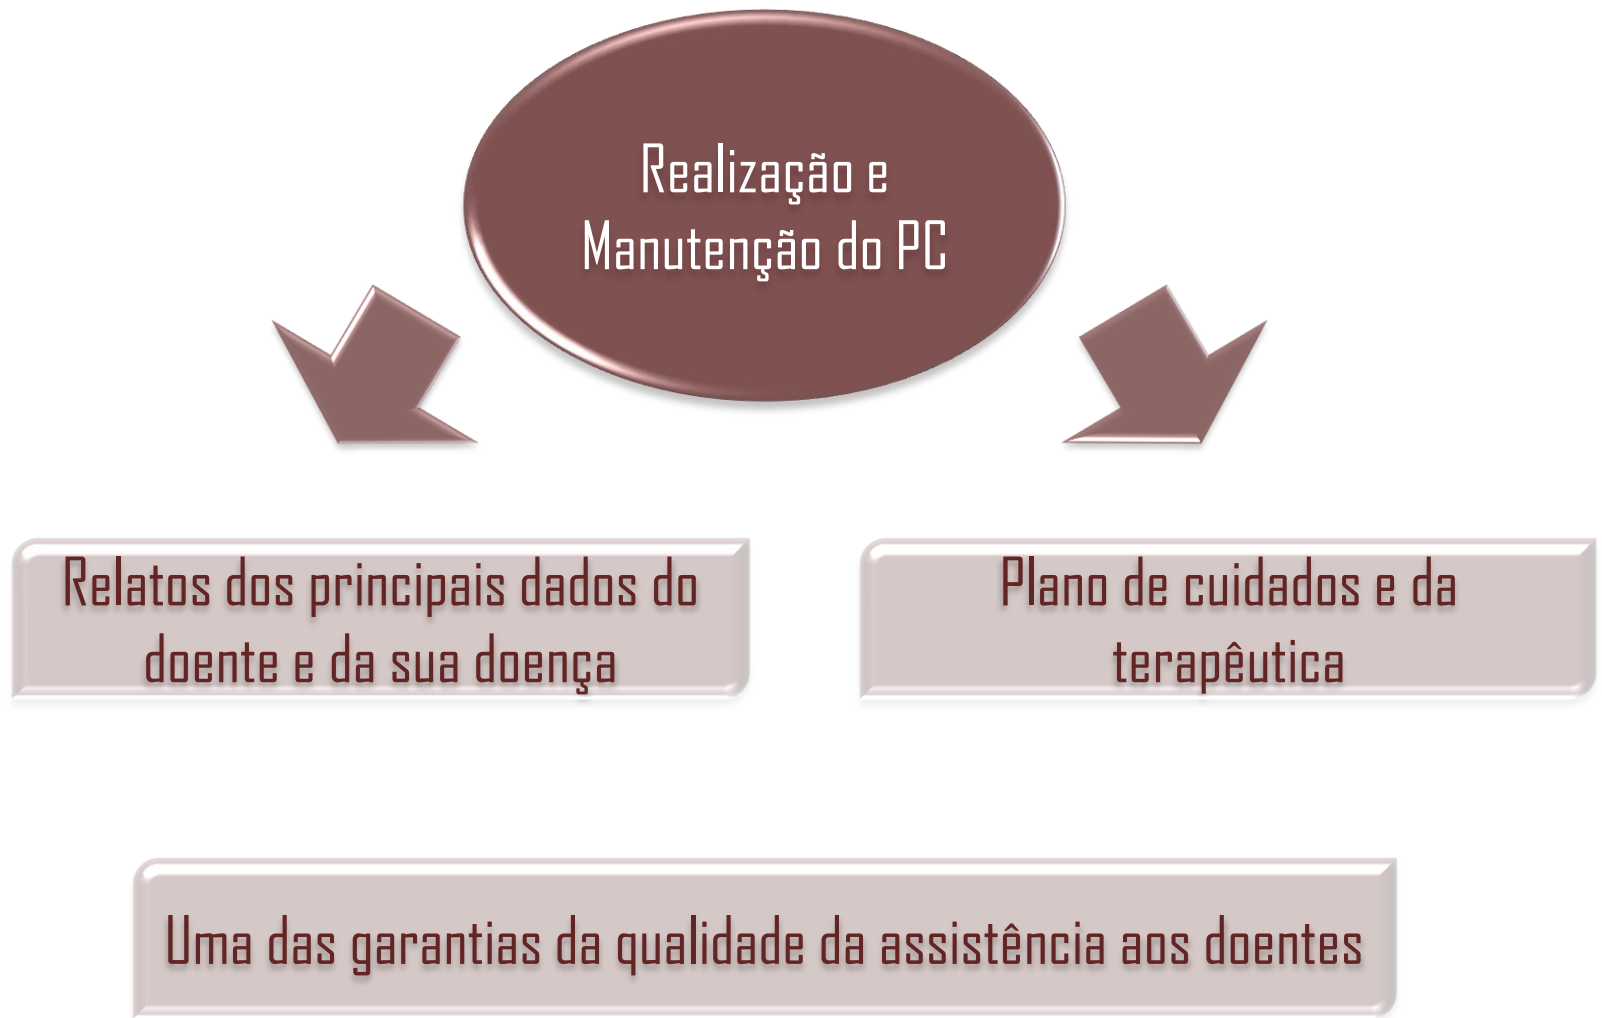 Realização e
Manutenção do PC
Relatos dos principais dados do
doente e da sua doença
Plano de cuidados e da
terapêutica
Uma das garantias da qualidade da assistência aos doentes